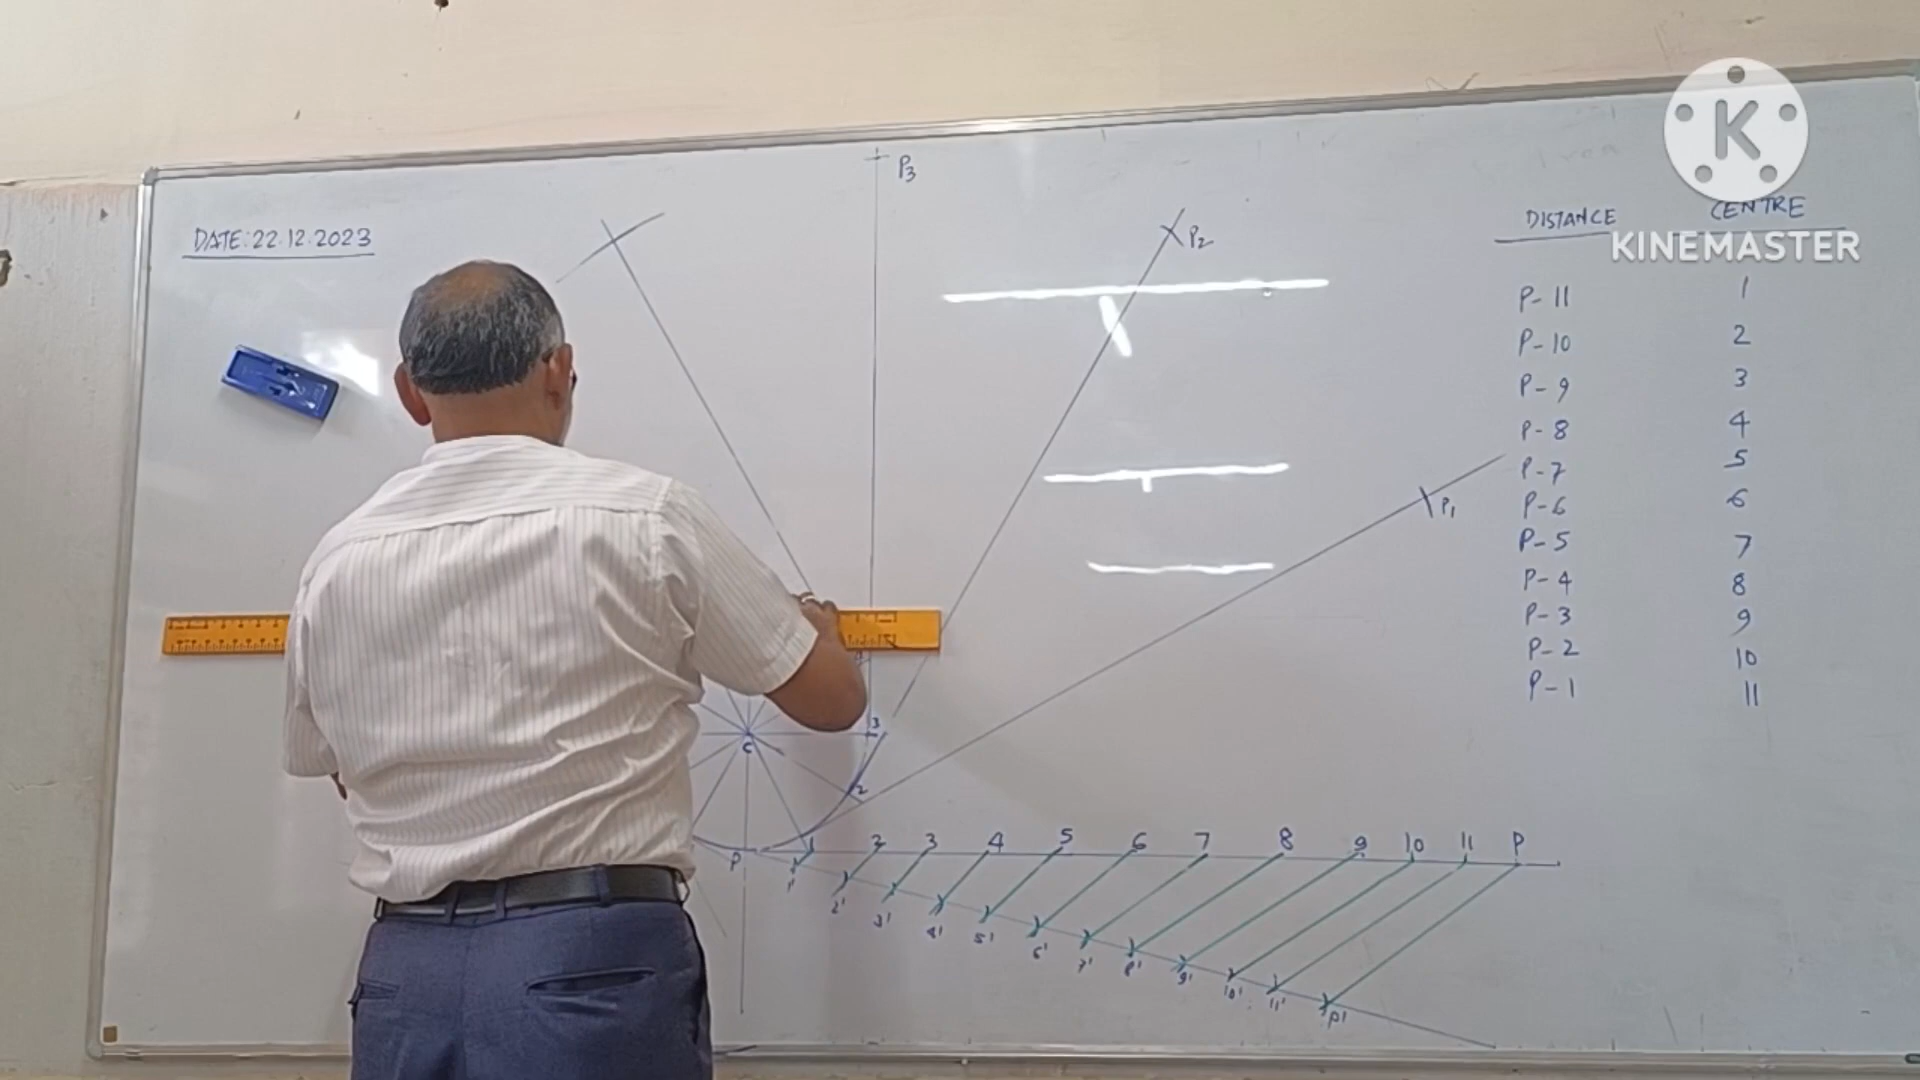 P3
DATE: 22.12.2023
P2
P1
DISTANCE CENTRE
KINEMASTER
K
P-11 1
P-10 2
P-9 3
P-8 4
P-7 5
P-6 6
P-5 7
P-4 8
P-3 9
P-2 10
P-1 11
3
C
2
P 1 2 3 4 5 6 7 8 9 10 11 P
1' 2' 3' 4' 5' 6' 7' 8' 9' 10' 11' P'